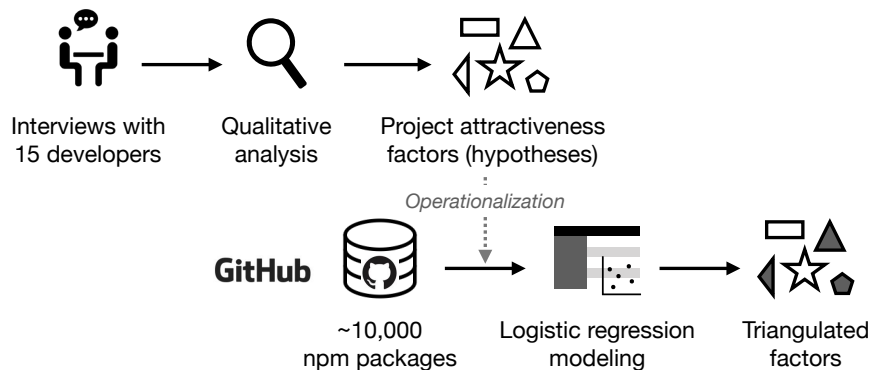 Interviews with
15 developers
Qualitative
analysis
Project attractiveness
factors (hypotheses)
Operationalization
GitHub
~10,000
npm packages
Logistic regression
modeling
Triangulated
factors